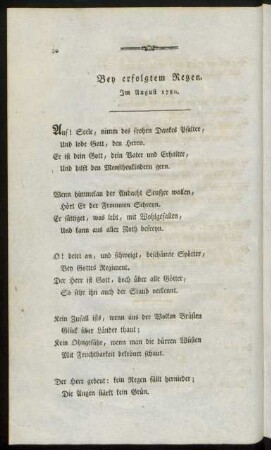 Bey erfolgtem Regen.
Im August 1780.
Auf! Seele, nimm des frohen Dankes Psalter,
Und lobe Gott, den Herrn.
Er ist dein Gott, dein Vater und Erhalter,
Und hilft den Menschenkindern gern.
Wenn himmelan der Andacht Seufzer wallen,
Hört Er der Frommen Schreyn.
Er sättiget, was lebt, mit Wohlgefallen,
Und kann aus aller Noth befreyn.
O! betet an, und schweigt, beschämte Spötter,
Bey Gottes Regiment.
Der Herr ist Gott, hoch über alle Götter,
So sehr ihn auch der Staub verkennt.
Kein Zufall ists, wenn aus der Wolken Brüsten
Glück über Länder thaut;
Kein Ohngefähr, wenn man die dürren Wüsten
Mit Fruchtbarkeit bekrönet schaut.
Der Herr gebeut: kein Regen fällt hernieder;
Die Augen stärkt kein Grün.